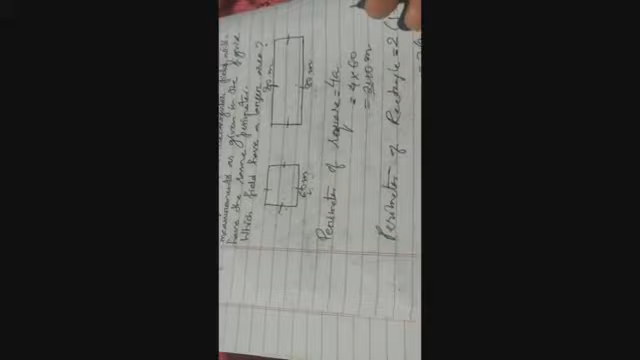 measurements as given in the figure
have the same perimeter.
Which field have a larger area?
80 m
60 m
Perimeter of square = 4a
= 4 × 60
= 240 m
Perimeter of Rectangle = 2 (